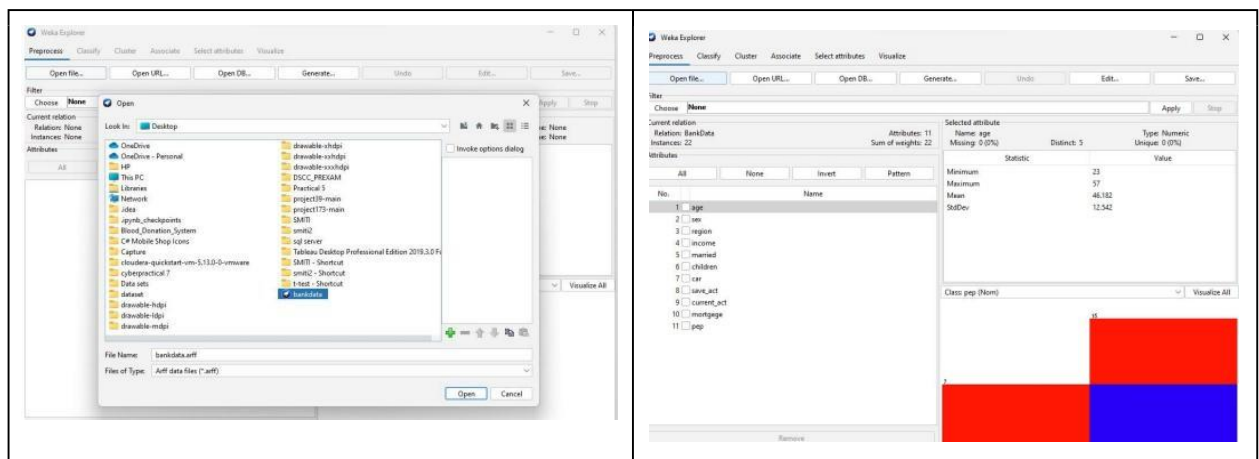 Weka Explorer
Preprocess Classify Cluster Associate Select attributes Visualize
Open file... Open URL... Open DB... Generate... Undo Edit... Save...
Filter
Choose None Apply Stop
Current relation
Relation: None
Instances: None
Attributes
All
Open
Look In: Desktop
Invoke options dialog
OneDrive
OneDrive - Personal
HP
This PC
Libraries
Network
.idea
.ipynb_checkpoints
Blood_Donation_System
C# Mobile Shop Icons
Capture
cloudera-quickstart-vm-5.13.0-0-vmware
cyberpractical 7
Data sets
dataset
drawable-hdpi
drawable-ldpi
drawable-mdpi
drawable-xhdpi
drawable-xxhdpi
drawable-xxxhdpi
DSCC_PREXAM
Practical 5
project39-main
project173-main
SMITI
smiti2
sql server
Tableau Desktop Professional Edition 2019.3.0 Fu
SMITI - Shortcut
smiti2 - Shortcut
t-test - Shortcut
bankdata
None
None
Visualize All
File Name: bankdata.arff
Files of Type: Arff data files (*.arff)
Open Cancel
Weka Explorer
Preprocess Classify Cluster Associate Select attributes Visualize
Open file... Open URL... Open DB... Generate... Undo Edit... Save...
Filter
Choose None Apply Stop
Current relation
Relation: BankData Attributes: 11
Instances: 22 Sum of weights: 22
Attributes
All None Invert Pattern
No. Name
1 age
2 sex
3 region
4 income
5 married
6 children
7 car
8 save_act
9 current_act
10 mortgage
11 pep
Remove
Selected attribute
Name: age Type: Numeric
Missing: 0 (0%) Distinct: 5 Unique: 0 (0%)
Statistic Value
Minimum 23
Maximum 57
Mean 46.182
StdDev 12.542
Class: pep (Nom) Visualize All
15
7